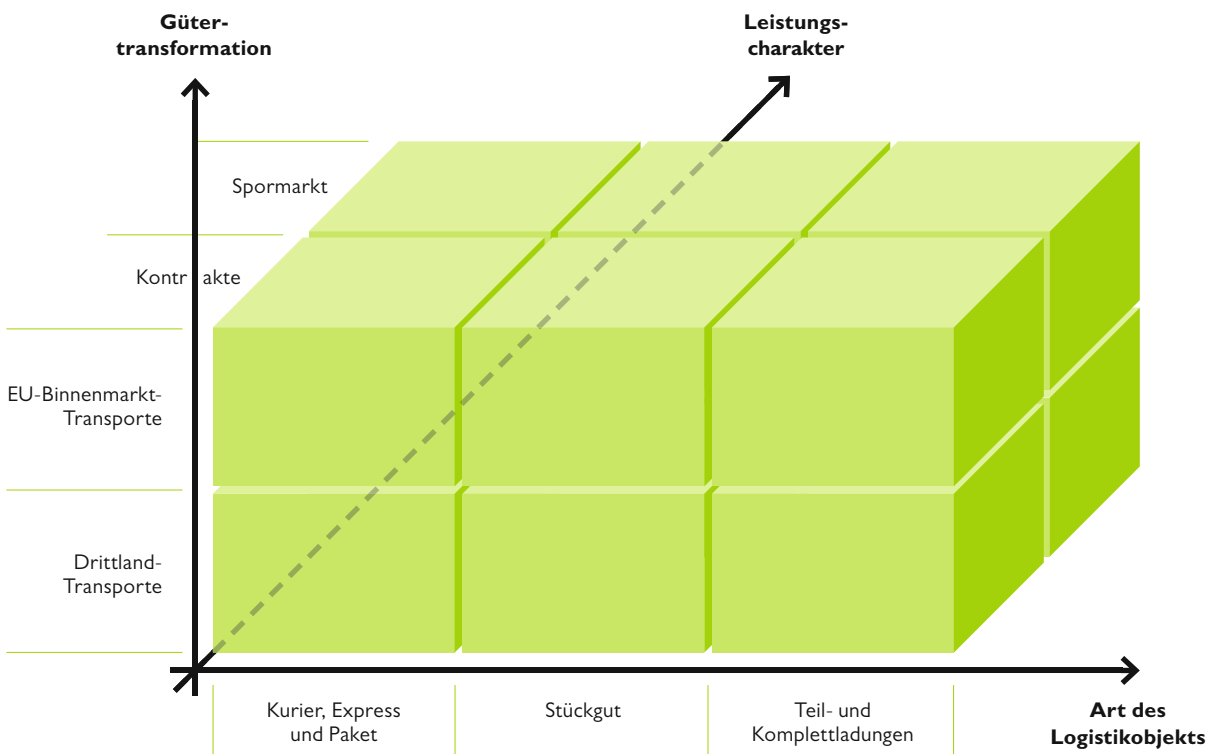 Güter-
transformation
Leistungs-
charakter
Spormarkt
Kontrakte
EU-Binnenmarkt-
Transporte
Drittland-
Transporte
Kurier, Express
und Paket
Stückgut
Teil- und
Komplettladungen
Art des
Logistikobjekts